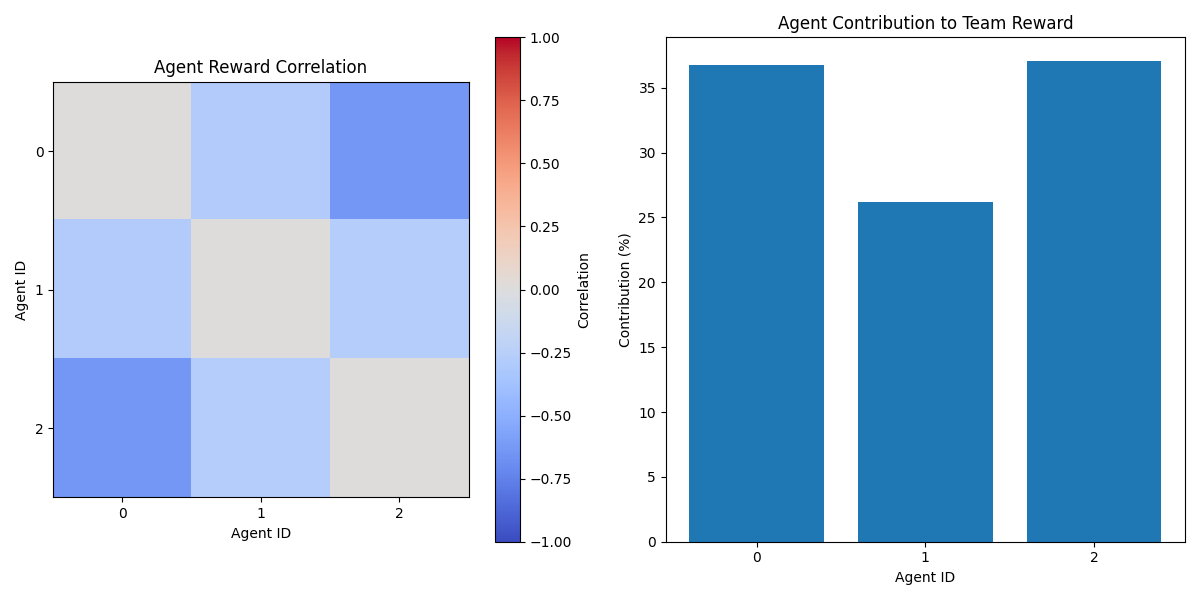 Agent Reward Correlation
Agent ID
0
1
2
0 1 2
Agent ID
1.00
0.75
0.50
0.25
0.00
−0.25
−0.50
−0.75
−1.00
Correlation
Agent Contribution to Team Reward
Contribution (%)
35
30
25
20
15
10
5
0
0 1 2
Agent ID